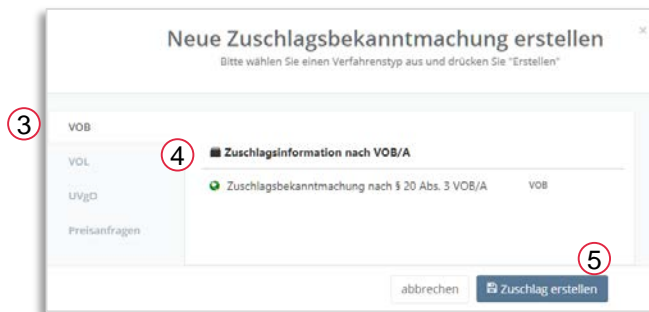 Neue Zuschlagsbekanntmachung erstellen
×
Bitte wählen Sie einen Verfahrenstyp aus und drücken Sie "Erstellen"
3
VOB
4
Zuschlagsinformation nach VOB/A
VOL
Zuschlagsbekanntmachung nach § 20 Abs. 3 VOB/A VOB
UVgO
Preisanfragen
5
abbrechen Zuschlag erstellen